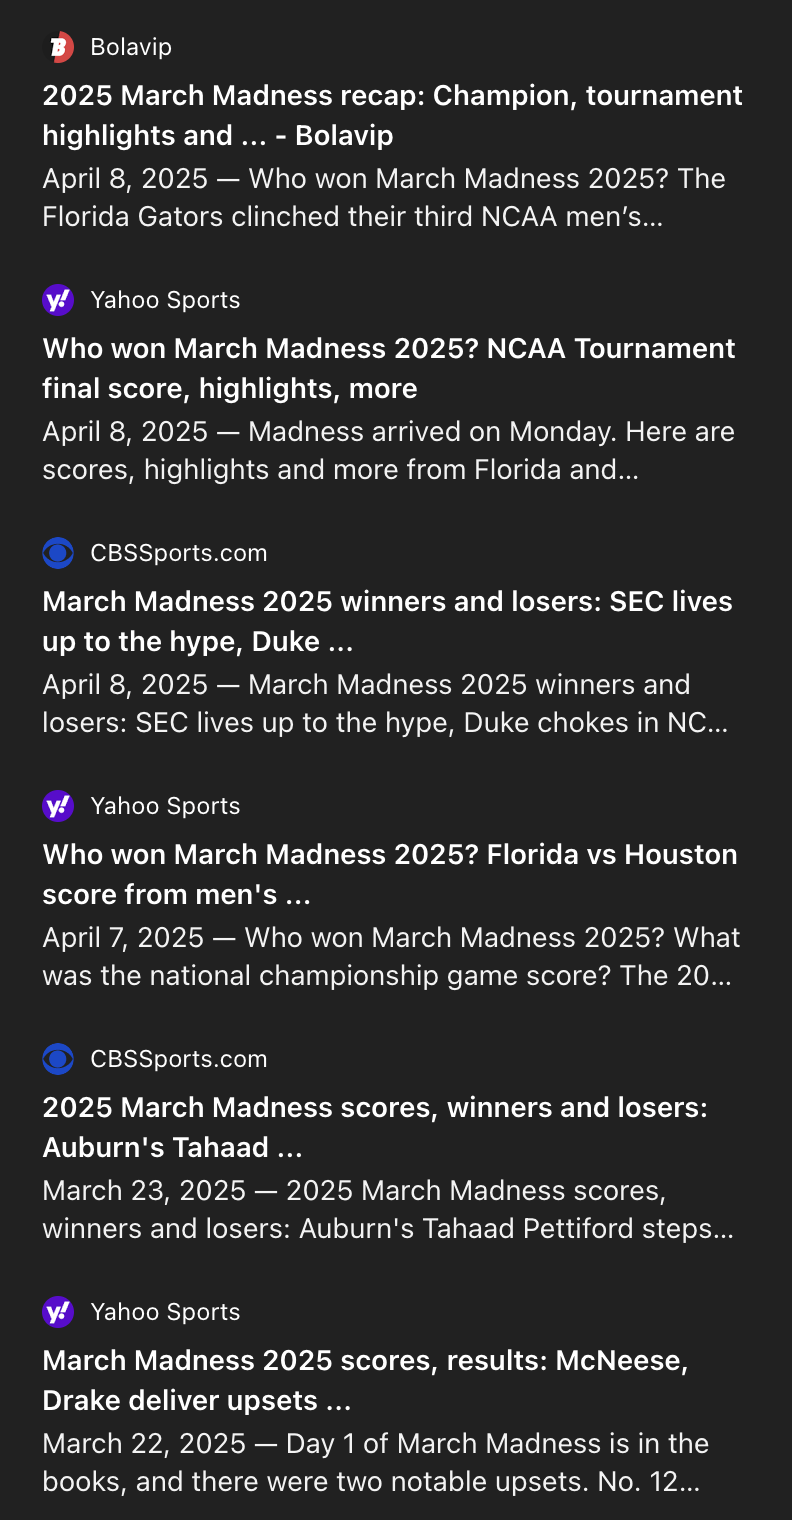 Bolavip
2025 March Madness recap: Champion, tournament
highlights and ... - Bolavip
April 8, 2025 — Who won March Madness 2025? The
Florida Gators clinched their third NCAA men’s...
Yahoo Sports
Who won March Madness 2025? NCAA Tournament
final score, highlights, more
April 8, 2025 — Madness arrived on Monday. Here are
scores, highlights and more from Florida and...
CBSSports.com
March Madness 2025 winners and losers: SEC lives
up to the hype, Duke ...
April 8, 2025 — March Madness 2025 winners and
losers: SEC lives up to the hype, Duke chokes in NC...
Yahoo Sports
Who won March Madness 2025? Florida vs Houston
score from men's ...
April 7, 2025 — Who won March Madness 2025? What
was the national championship game score? The 20...
CBSSports.com
2025 March Madness scores, winners and losers:
Auburn's Tahaad ...
March 23, 2025 — 2025 March Madness scores,
winners and losers: Auburn's Tahaad Pettiford steps...
Yahoo Sports
March Madness 2025 scores, results: McNeese,
Drake deliver upsets ...
March 22, 2025 — Day 1 of March Madness is in the
books, and there were two notable upsets. No. 12...